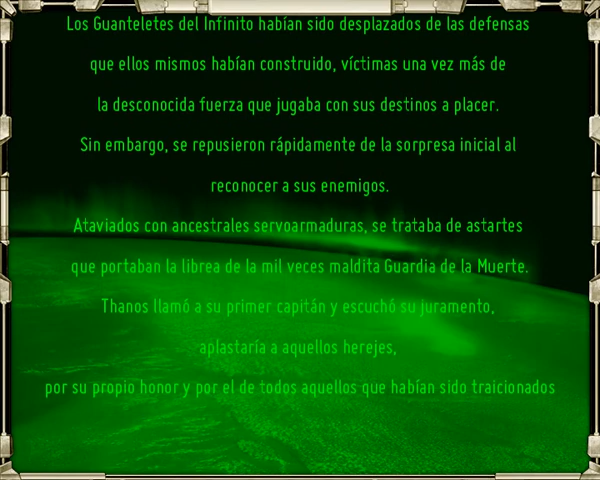 Los Guanteletes del Infinito habían sido desplazados de las defensas
que ellos mismos habían construido, víctimas una vez más de
la desconocida fuerza que jugaba con sus destinos a placer.
Sin embargo, se repusieron rápidamente de la sorpresa inicial al
reconocer a sus enemigos.
Ataviados con ancestrales servoarmaduras, se trataba de astartes
que portaban la librea de la mil veces maldita Guardia de la Muerte.
Thanos llamó a su primer capitán y escuchó su juramento,
aplastaría a aquellos herejes,
por su propio honor y por el de todos aquellos que habían sido traicionados